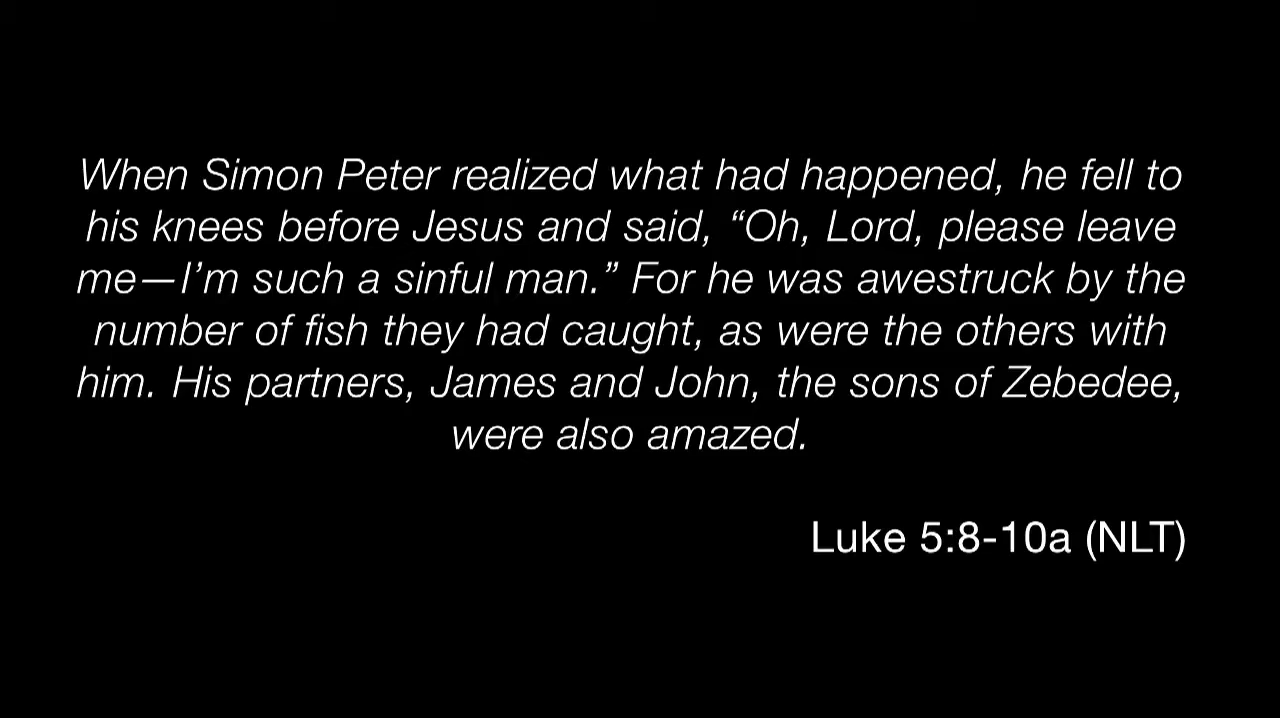 When Simon Peter realized what had happened, he fell to
his knees before Jesus and said, “Oh, Lord, please leave
me—I’m such a sinful man.” For he was awestruck by the
number of fish they had caught, as were the others with
him. His partners, James and John, the sons of Zebedee,
were also amazed.
Luke 5:8-10a (NLT)